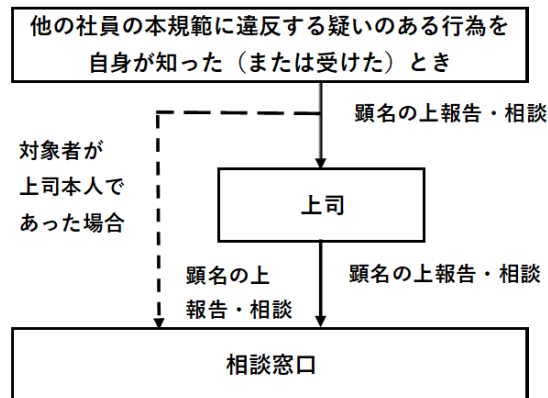 他の社員の本規範に違反する疑いのある行為を
自身が知った（または受けた）とき
顕名の上報告・相談
対象者が
上司本人で
あった場合
上司
顕名の上
報告・相談
顕名の上報告・相談
相談窓口